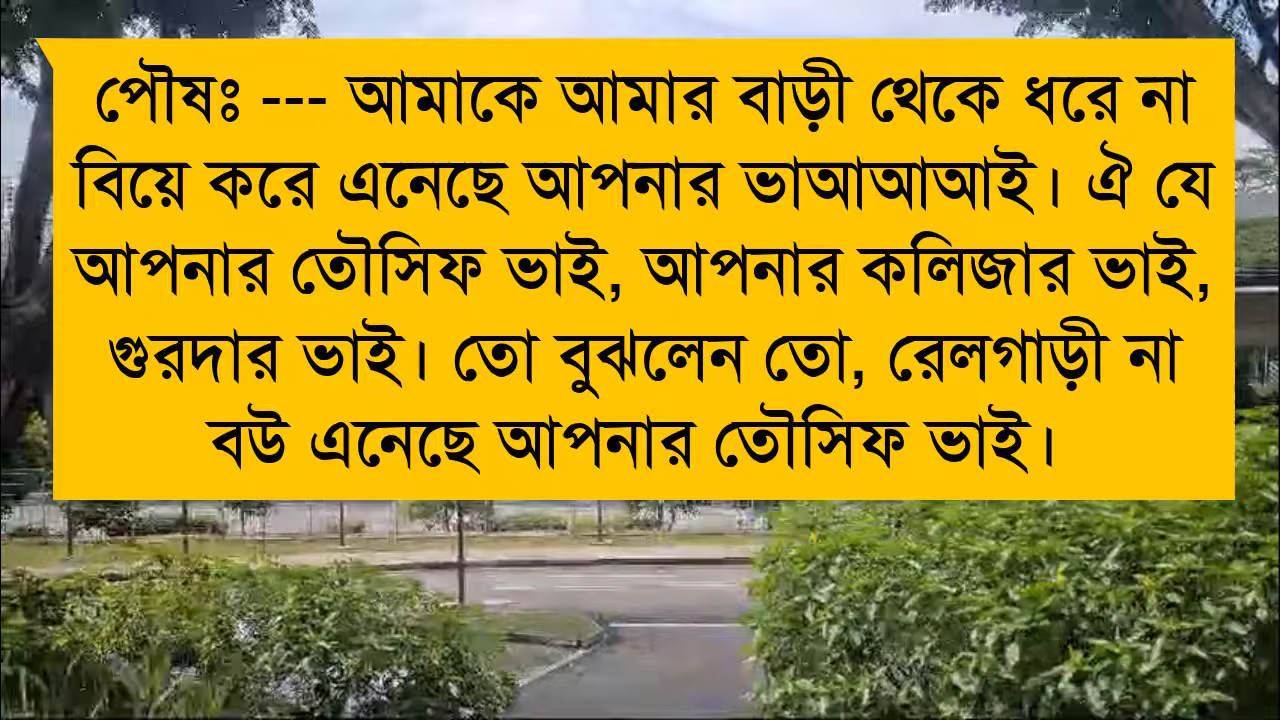 পৌষঃ --- আমাকে আমার বাড়ী থেকে ধরে না
বিয়ে করে এনেছে আপনার ভাআআআই। ঐ যে
আপনার তৌসিফ ভাই, আপনার কলিজার ভাই,
গুরদার ভাই। তো বুঝলেন তো, রেলগাড়ী না
বউ এনেছে আপনার তৌসিফ ভাই।